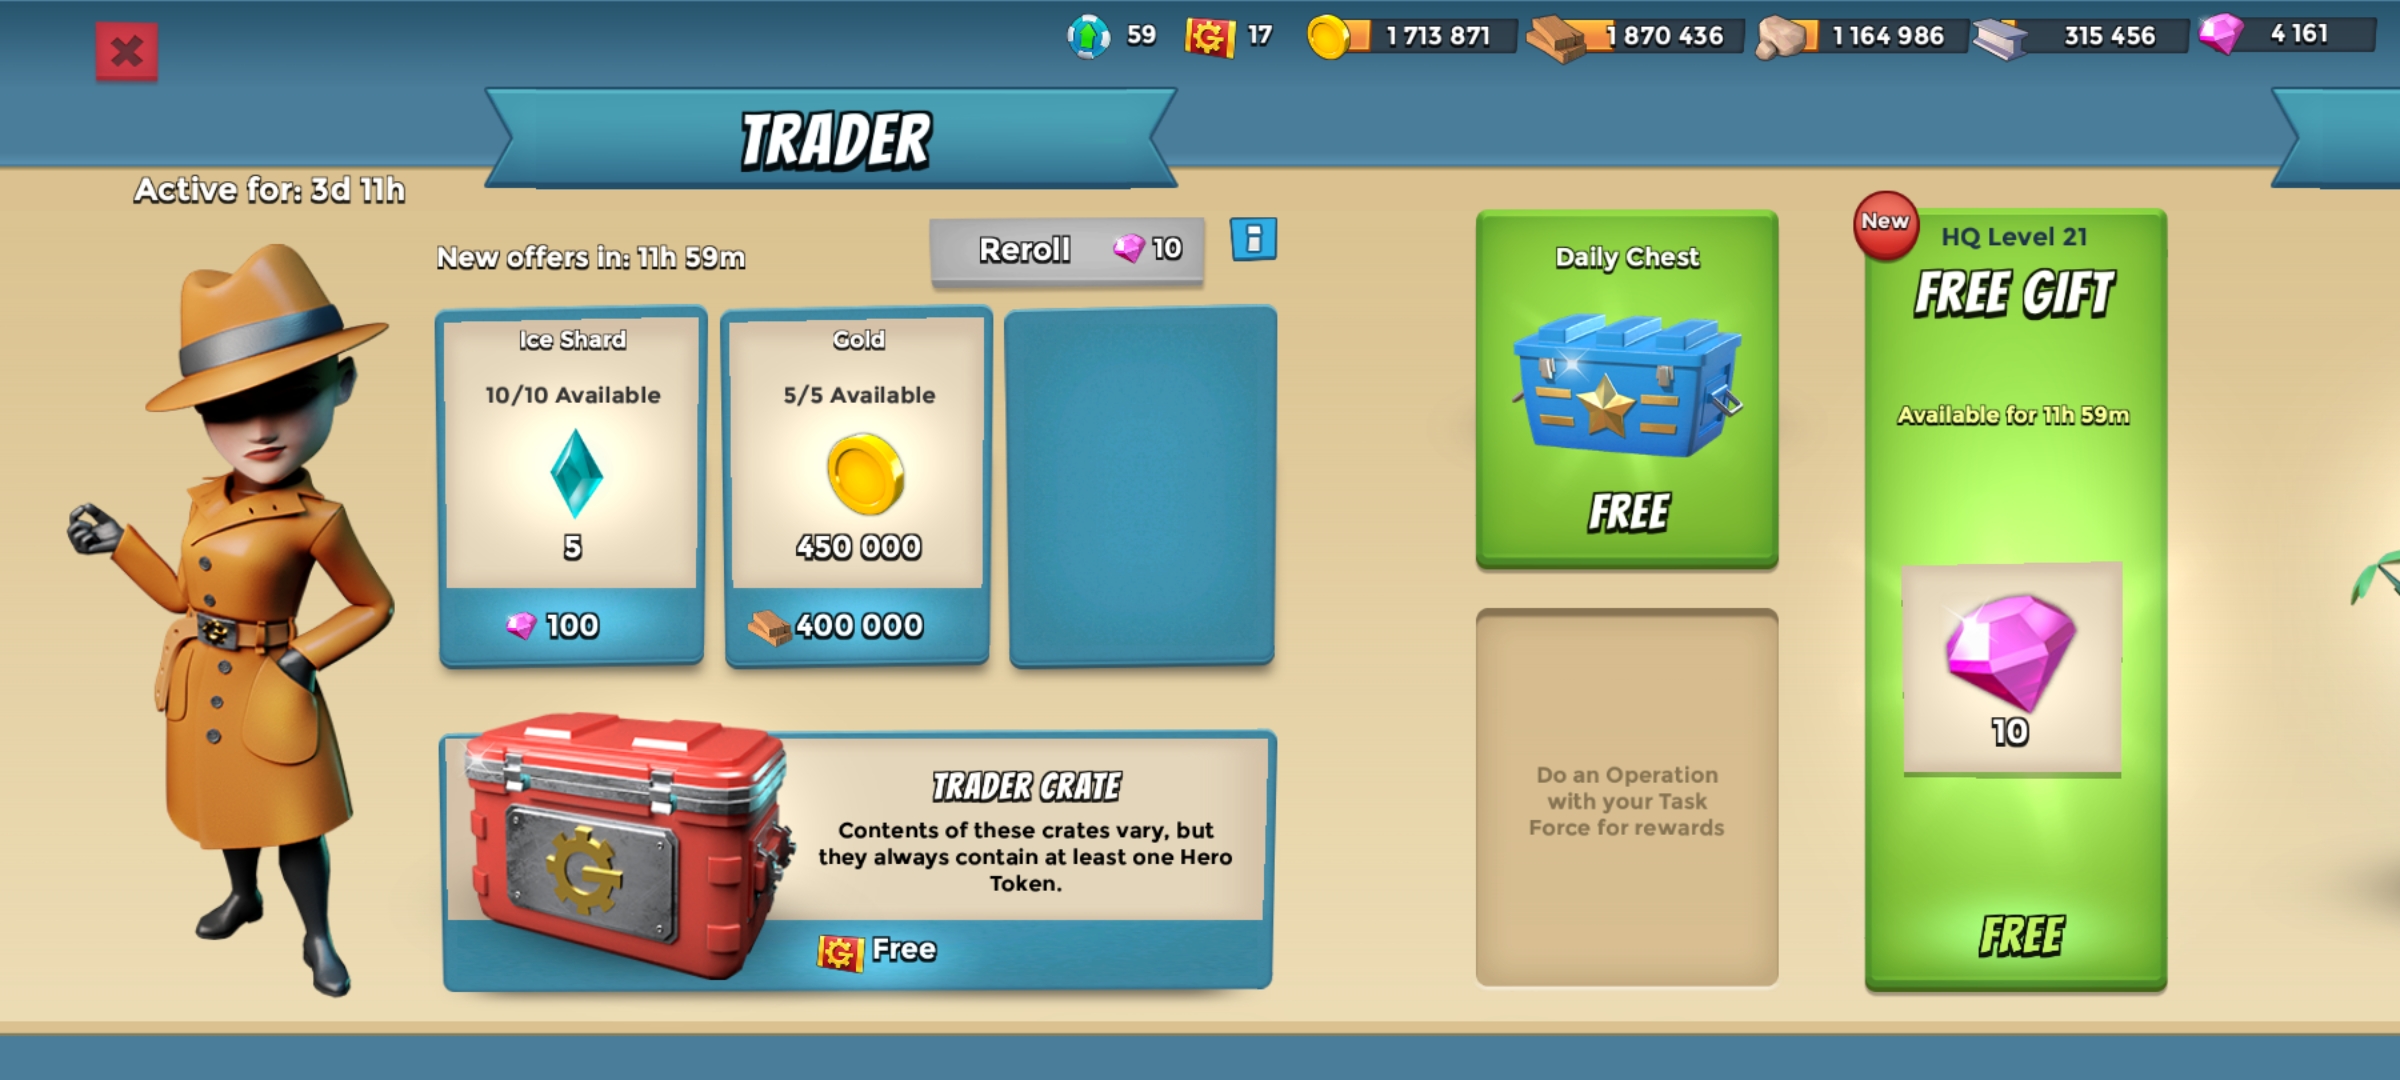 59
17
1 713 871
1 870 436
1 164 986
315 456
4 161
TRADER
Active for: 3d 11h
New offers in: 11h 59m
Reroll 10
Ice Shard
10/10 Available
5
100
Gold
5/5 Available
450 000
400 000
TRADER CRATE
Contents of these crates vary, but
they always contain at least one Hero
Token.
Free
Daily Chest
FREE
Do an Operation
with your Task
Force for rewards
New
HQ Level 21
FREE GIFT
Available for 11h 59m
10
FREE